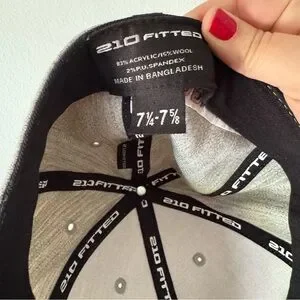 210 FITTED
83% ACRYLIC/15% WOOL
2% P.U. SPANDEX
MADE IN BANGLADESH
7¼-7⅝
210 FITTED
210 FITTED
210 FITTED
210 FITTED